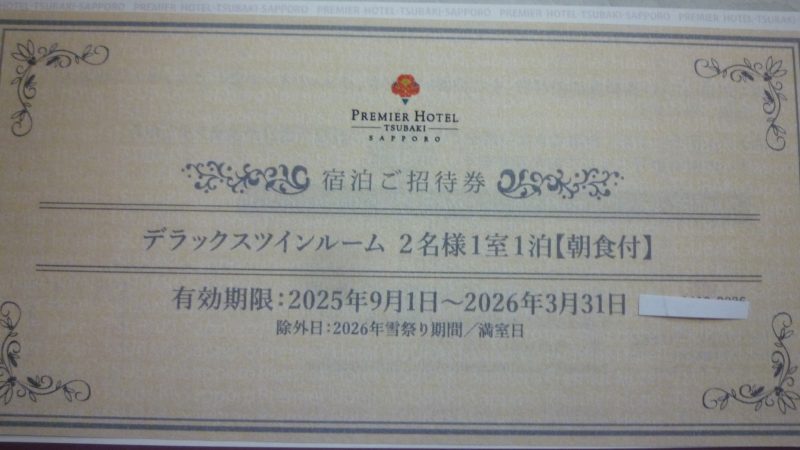 HOTEL-TSUBAKI-SAPPORO PREMIER HOTEL-TSUBAKI-SAPPORO PREMIER HOTEL-TSUBAKI-SAPPORO PREMIER HOTEL-TSUBAKI-SAPPORO
PREMIER HOTEL
TSUBAKI
SAPPORO
宿泊ご招待券
デラックスツインルーム 2名様1室1泊【朝食付】
有効期限:2025年9月1日~2026年3月31日
除外日:2026年雪祭り期間/満室日